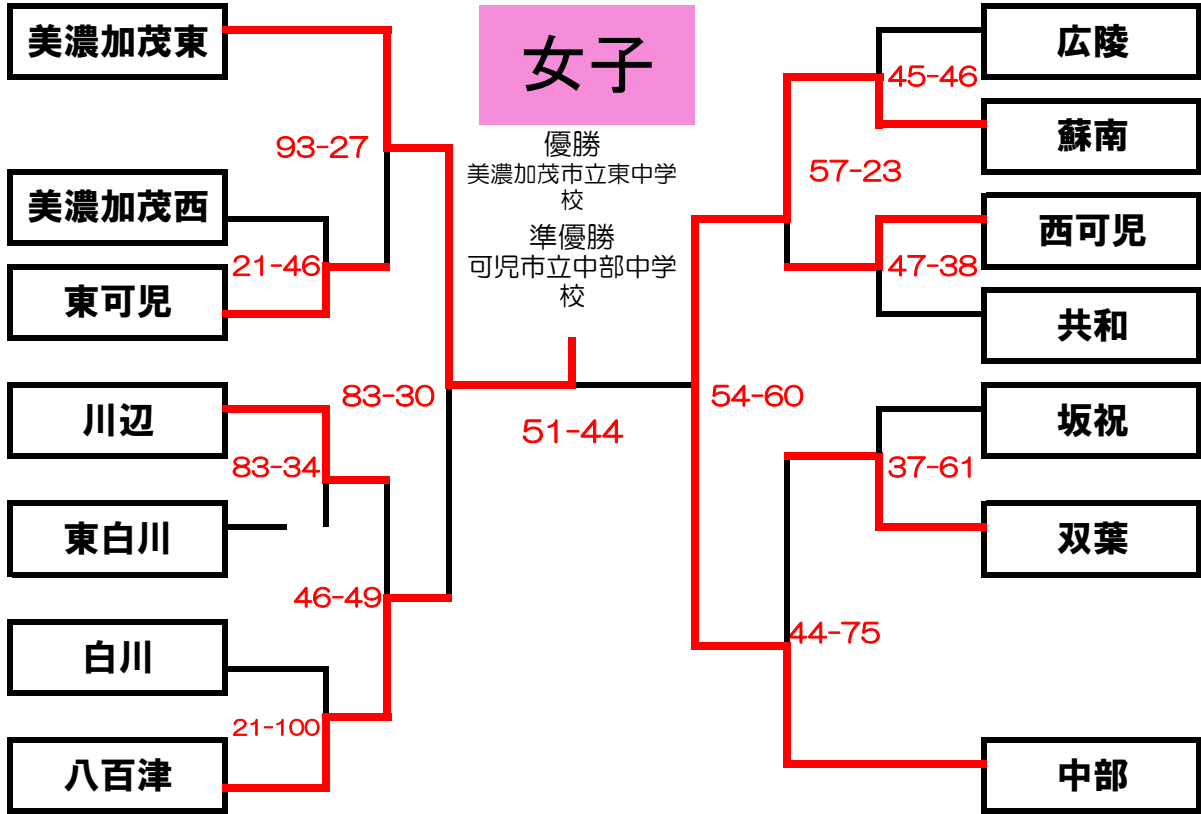 美濃加茂東
美濃加茂西
東可児
川辺
東白川
白川
八百津
93-27
21-46
83-30
83-34
46-49
21-100
女子
優勝
美濃加茂市立東中学
校
準優勝
可児市立中部中学
校
51-44
広陵
蘇南
西可児
共和
坂祝
双葉
中部
45-46
57-23
47-38
54-60
37-61
44-75